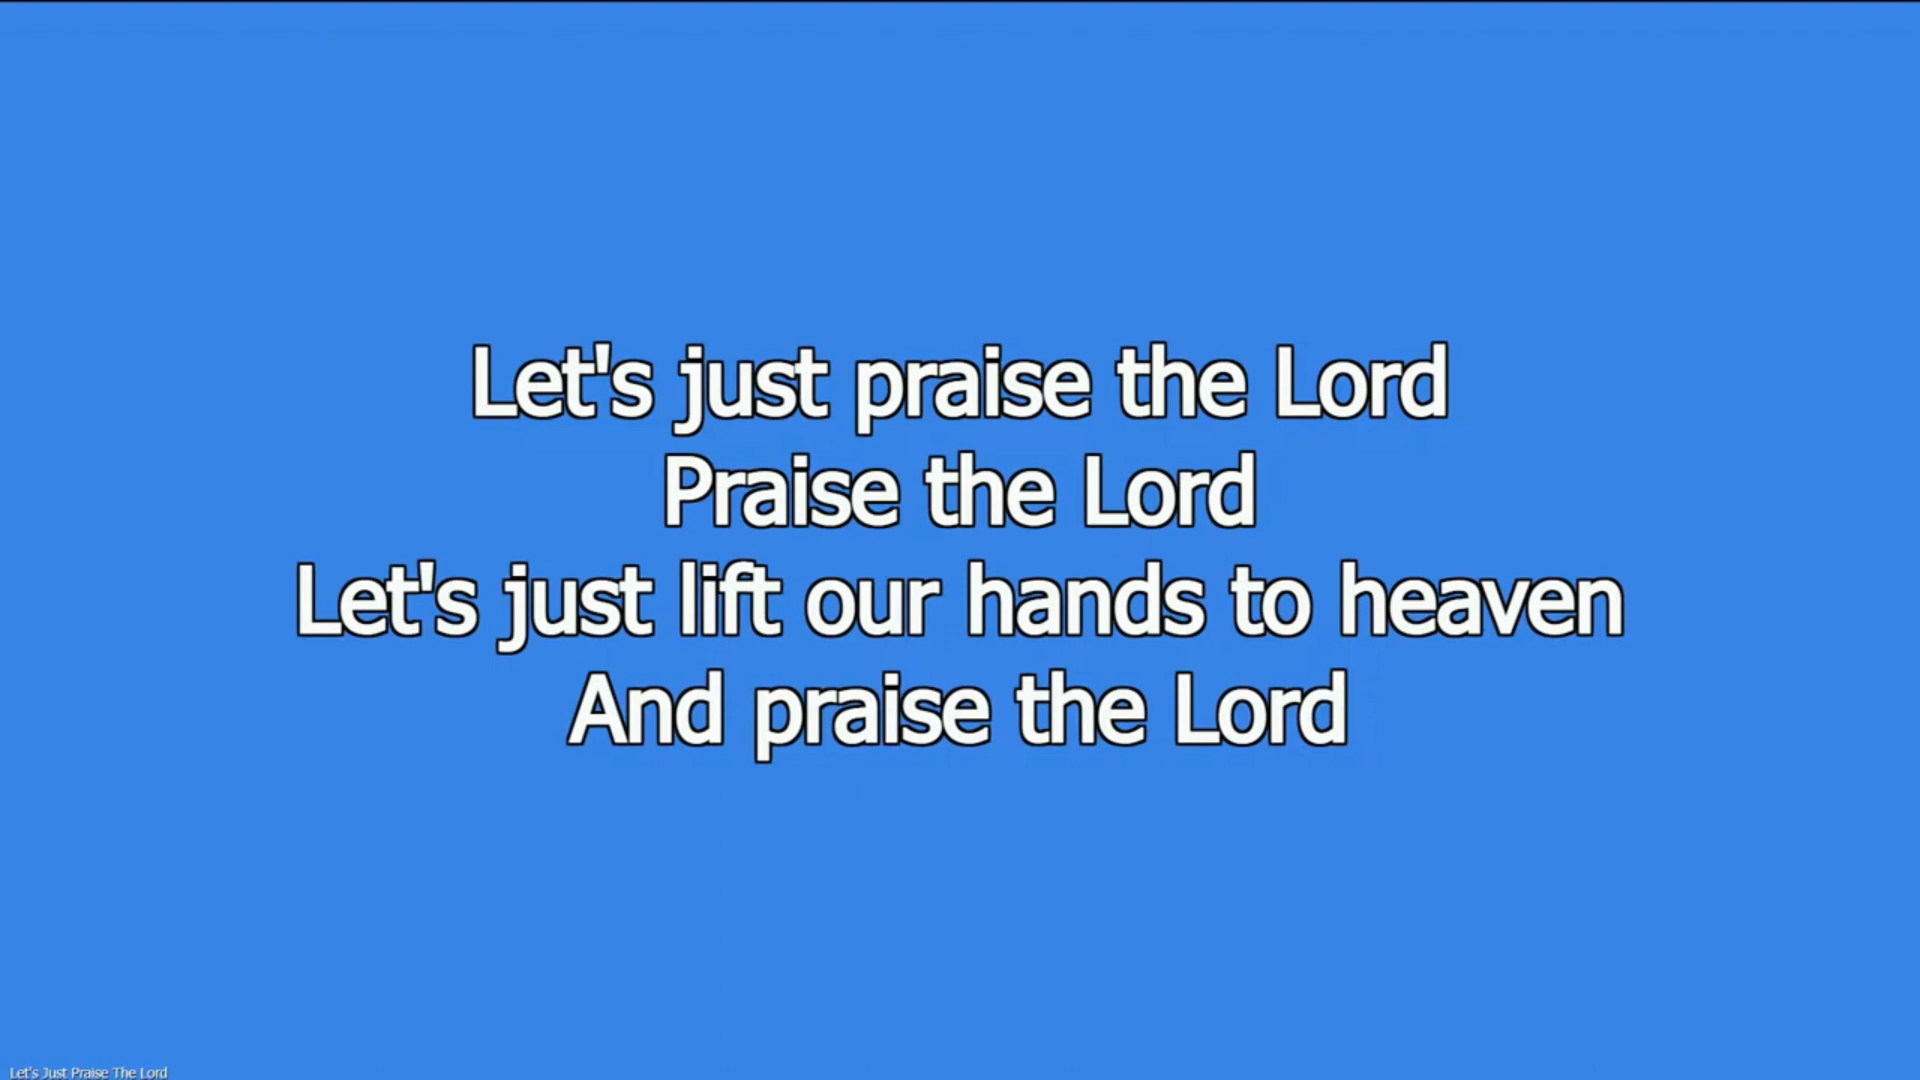 Let's just praise the Lord
Praise the Lord
Let's just lift our hands to heaven
And praise the Lord
Let's Just Praise The Lord